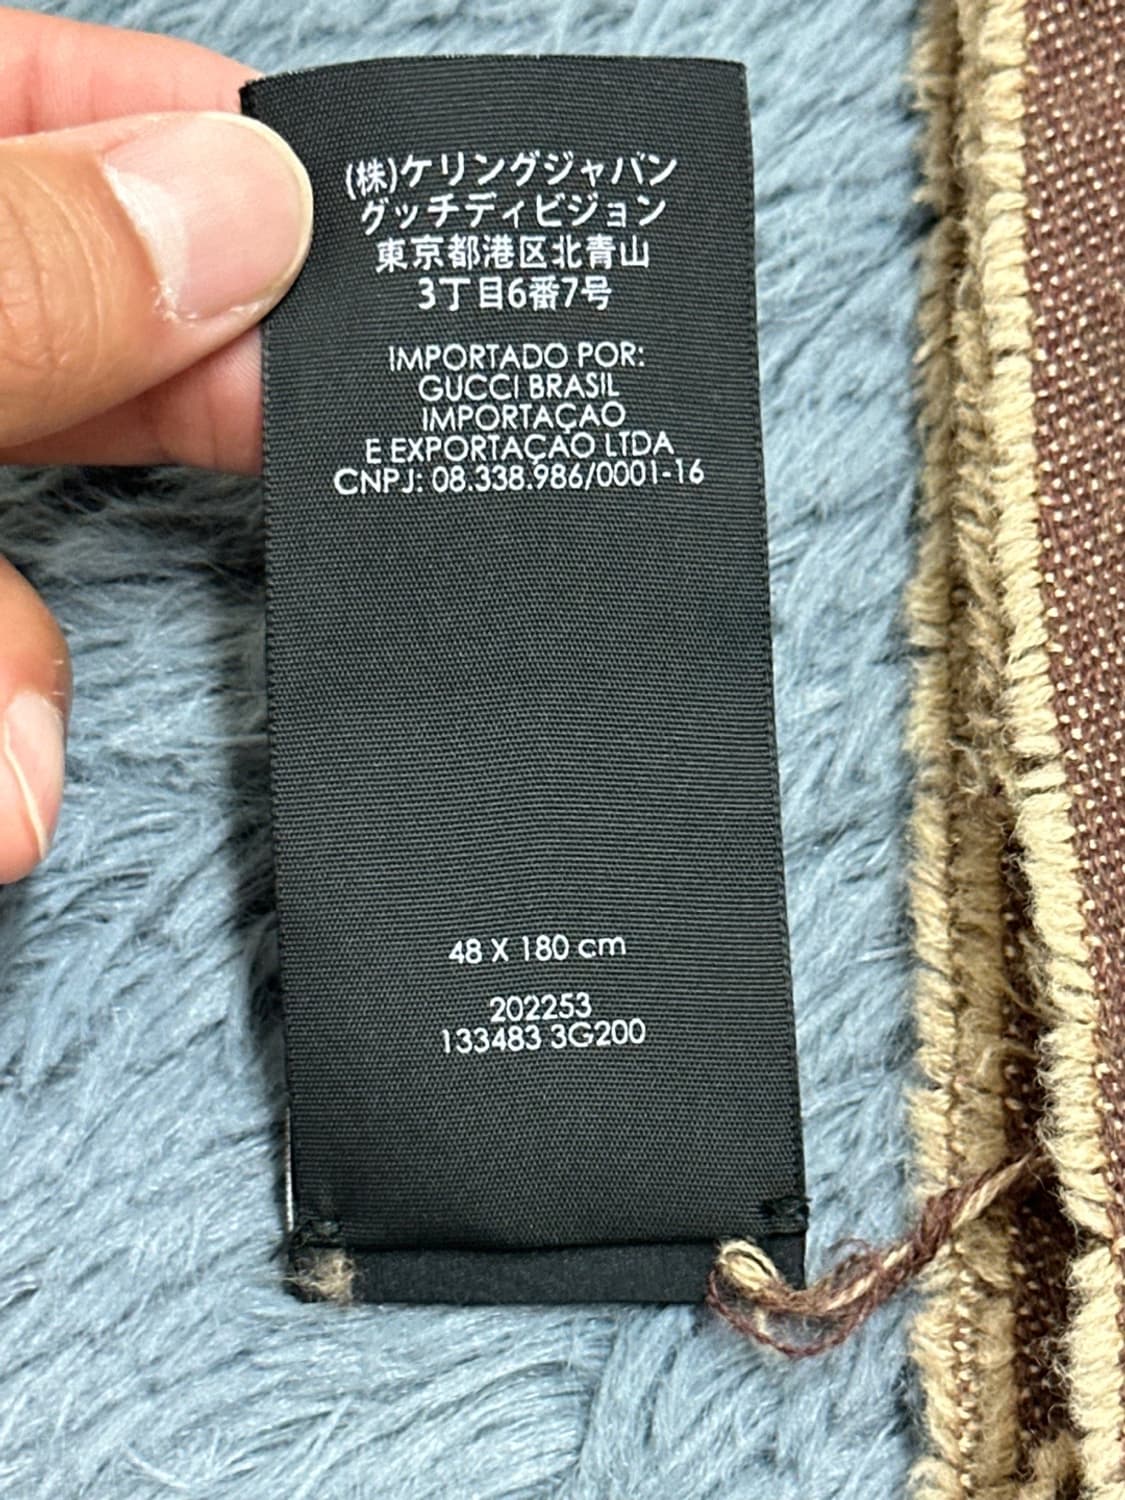 (株)ケリングジャパン
グッチディビジョン
東京都港区北青山
3丁目6番7号
IMPORTADO POR:
GUCCI BRASIL
IMPORTAÇAO
E EXPORTAÇAO LTDA
CNPJ: 08.338.986/0001-16
48 X 180 cm
202253
133483 3G200